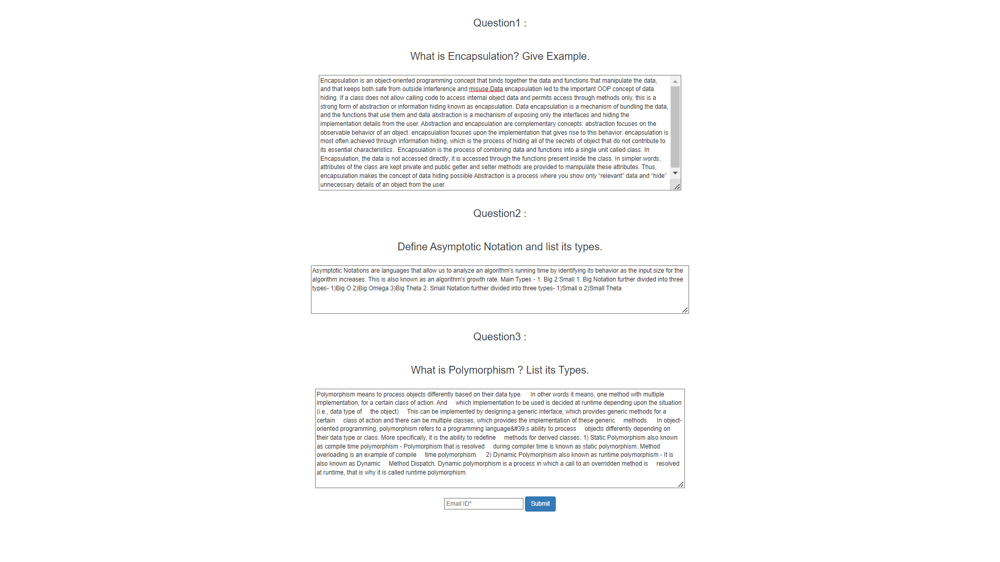 Question1 :
What is Encapsulation? Give Example.
Encapsulation is an object-oriented programming concept that binds together the data and functions that manipulate the data,
and that keeps both safe from outside interference and misuse Data encapsulation led to the important OOP concept of data
hiding. If a class does not allow calling code to access internal object data and permits access through methods only, this is a
strong form of abstraction or information hiding known as encapsulation. Data encapsulation is a mechanism of bundling the data,
and the functions that use them and data abstraction is a mechanism of exposing only the interfaces and hiding the
implementation details from the user. Abstraction and encapsulation are complementary concepts: abstraction focuses on the
observable behavior of an object. encapsulation focuses upon the implementation that gives rise to this behavior. encapsulation is
most often achieved through information hiding, which is the process of hiding all of the secrets of object that do not contribute to
its essential characteristics.  Encapsulation is the process of combining data and functions into a single unit called class. In
Encapsulation, the data is not accessed directly; it is accessed through the functions present inside the class. In simpler words,
attributes of the class are kept private and public getter and setter methods are provided to manipulate these attributes. Thus,
encapsulation makes the concept of data hiding possible Abstraction is a process where you show only “relevant” data and “hide”
unnecessary details of an object from the user.
Question2 :
Define Asymptotic Notation and list its types.
Asymptotic Notations are languages that allow us to analyze an algorithm's running time by identifying its behavior as the input size for the
algorithm increases. This is also known as an algorithm's growth rate. Main Types - 1. Big 2.Small 1. Big Notation further divided into three
types- 1)Big O 2)Big Omega 3)Big Theta 2. Small Notation further divided into three types- 1)Small o 2)Small Theta
Question3 :
What is Polymorphism ? List its Types.
Polymorphism means to process objects differently based on their data type.     In other words it means, one method with multiple
implementation, for a certain class of action. And     which implementation to be used is decided at runtime depending upon the situation
(i.e., data type of     the object)     This can be implemented by designing a generic interface, which provides generic methods for a
certain     class of action and there can be multiple classes, which provides the implementation of these generic     methods.     In object-
oriented programming, polymorphism refers to a programming language&#39;s ability to process     objects differently depending on
their data type or class. More specifically, it is the ability to redefine     methods for derived classes. 1) Static Polymorphism also known
as compile time polymorphism - Polymorphism that is resolved     during compiler time is known as static polymorphism. Method
overloading is an example of compile     time polymorphism.     2) Dynamic Polymorphism also known as runtime polymorphism - It is
also known as Dynamic     Method Dispatch. Dynamic polymorphism is a process in which a call to an overridden method is     resolved
at runtime, that is why it is called runtime polymorphism.
Email ID* Submit